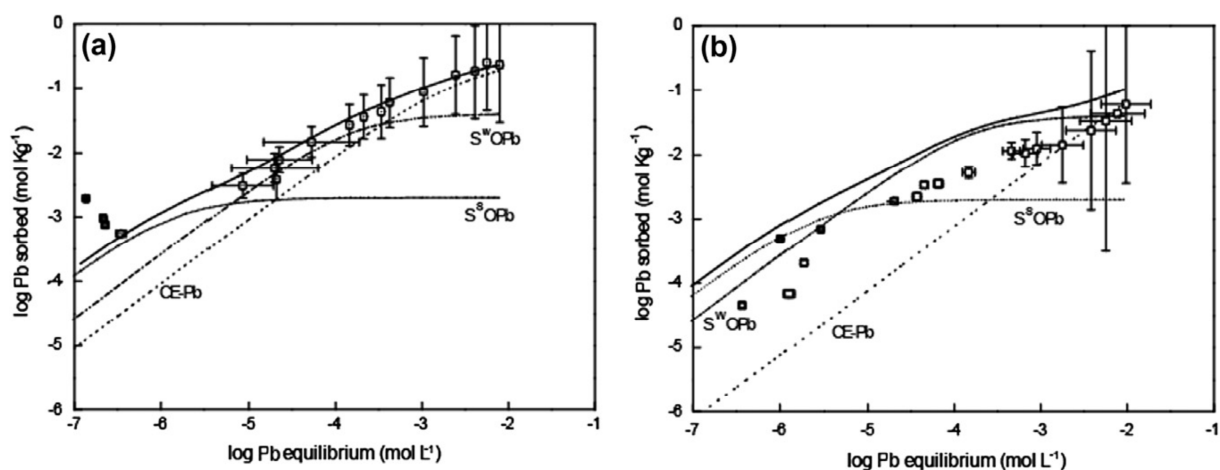 (a)
log Pb sorbed (mol Kg⁻¹)
0
-1
-2
-3
-4
-5
-6
SᵂOPb
SˢOPb
CE-Pb
-7 -6 -5 -4 -3 -2 -1
log Pb equilibrium (mol L⁻¹)
(b)
log Pb sorbed (mol Kg⁻¹)
0
-1
-2
-3
-4
-5
-6
SˢOPb
SᵂOPb
CE-Pb
-7 -6 -5 -4 -3 -2 -1
log Pb equilibrium (mol L⁻¹)